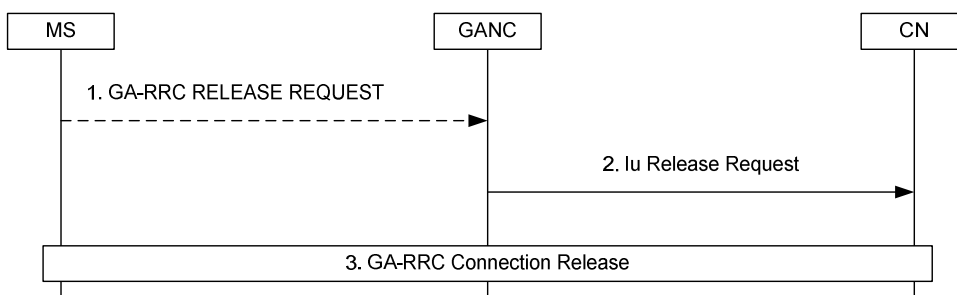 MS
GANC
CN
1. GA-RRC RELEASE REQUEST
2. Iu Release Request
3. GA-RRC Connection Release